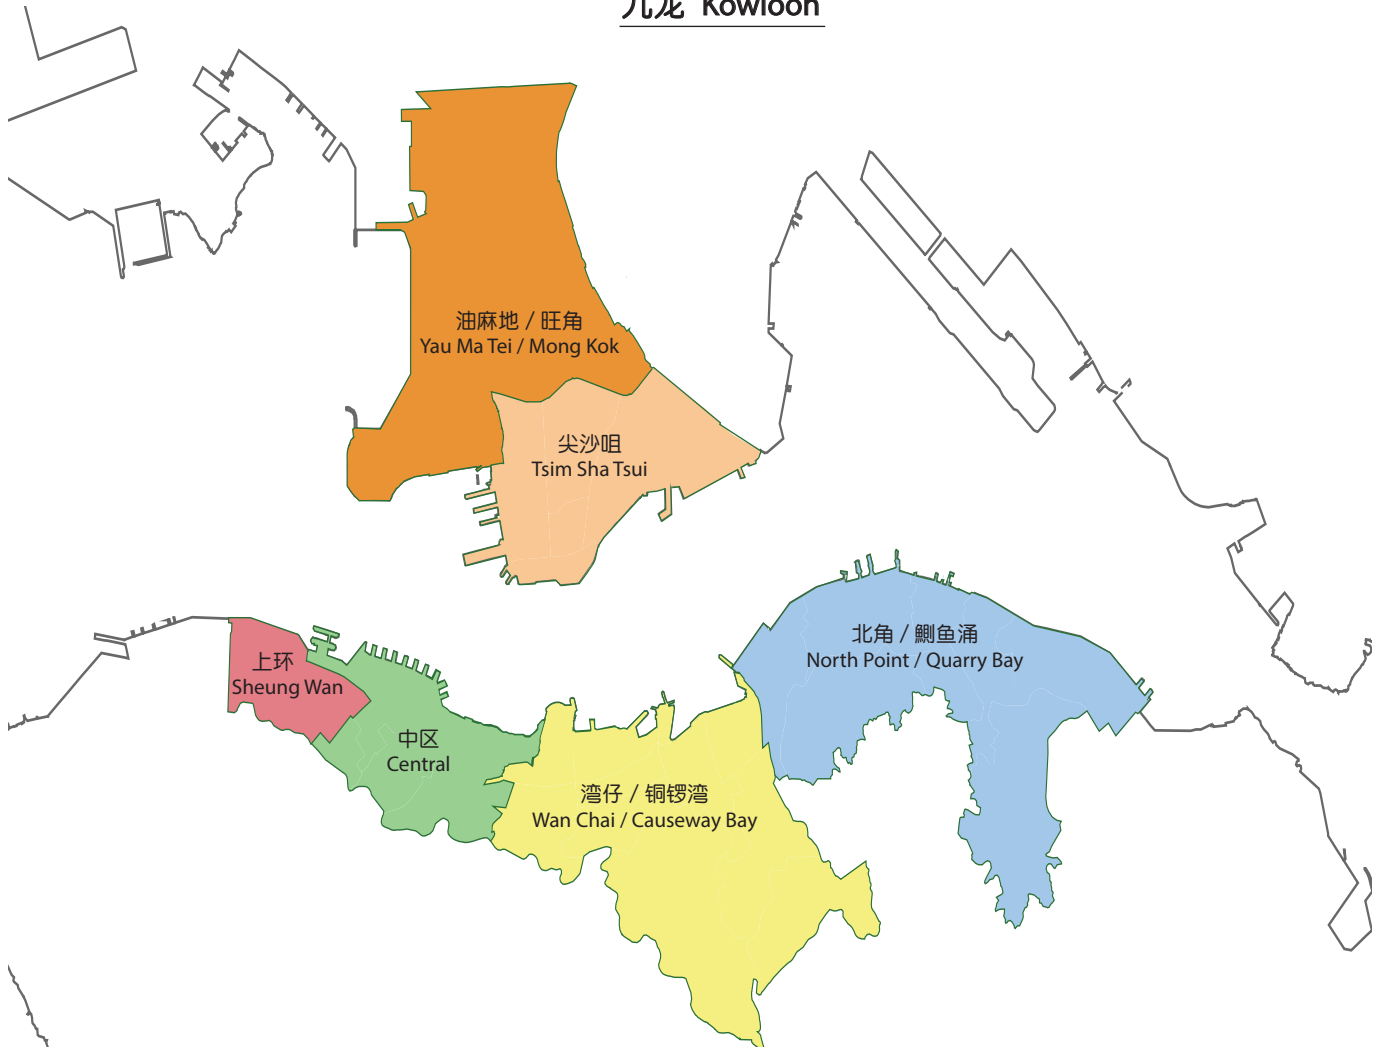 九龙 Kowloon
油麻地 / 旺角
Yau Ma Tei / Mong Kok
尖沙咀
Tsim Sha Tsui
北角 / 鰂鱼涌
North Point / Quarry Bay
上环
Sheung Wan
中区
Central
湾仔 / 铜锣湾
Wan Chai / Causeway Bay